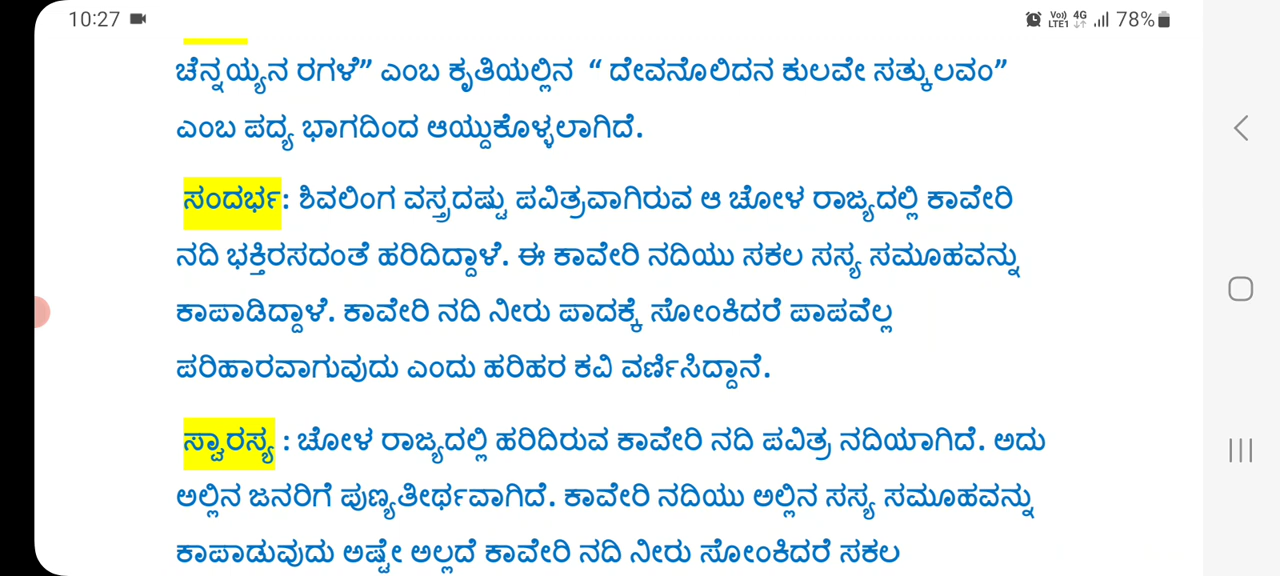 10:27 Vo)) 4G LTE1 78%
ಚೆನ್ನಯ್ಯನ ರಗಳೆ” ಎಂಬ ಕೃತಿಯಲ್ಲಿನ “ ದೇವನೊಲಿದನ ಕುಲವೇ ಸತ್ಕುಲವಂ”
ಎಂಬ ಪದ್ಯ ಭಾಗದಿಂದ ಆಯ್ದುಕೊಳ್ಳಲಾಗಿದೆ.
ಸಂದರ್ಭ: ಶಿವಲಿಂಗ ವಸ್ತ್ರದಷ್ಟು ಪವಿತ್ರವಾಗಿರುವ ಆ ಚೋಳ ರಾಜ್ಯದಲ್ಲಿ ಕಾವೇರಿ
ನದಿ ಭಕ್ತಿರಸದಂತೆ ಹರಿದಿದ್ದಾಳೆ. ಈ ಕಾವೇರಿ ನದಿಯು ಸಕಲ ಸಸ್ಯ ಸಮೂಹವನ್ನು
ಕಾಪಾಡಿದ್ದಾಳೆ. ಕಾವೇರಿ ನದಿ ನೀರು ಪಾದಕ್ಕೆ ಸೋಂಕಿದರೆ ಪಾಪವೆಲ್ಲ
ಪರಿಹಾರವಾಗುವುದು ಎಂದು ಹರಿಹರ ಕವಿ ವರ್ಣಿಸಿದ್ದಾನೆ.
ಸ್ವಾರಸ್ಯ : ಚೋಳ ರಾಜ್ಯದಲ್ಲಿ ಹರಿದಿರುವ ಕಾವೇರಿ ನದಿ ಪವಿತ್ರ ನದಿಯಾಗಿದೆ. ಅದು
ಅಲ್ಲಿನ ಜನರಿಗೆ ಪುಣ್ಯತೀರ್ಥವಾಗಿದೆ. ಕಾವೇರಿ ನದಿಯು ಅಲ್ಲಿನ ಸಸ್ಯ ಸಮೂಹವನ್ನು
ಕಾಪಾಡುವುದು ಅಷ್ಟೇ ಅಲ್ಲದೆ ಕಾವೇರಿ ನದಿ ನೀರು ಸೋಂಕಿದರೆ ಸಕಲ